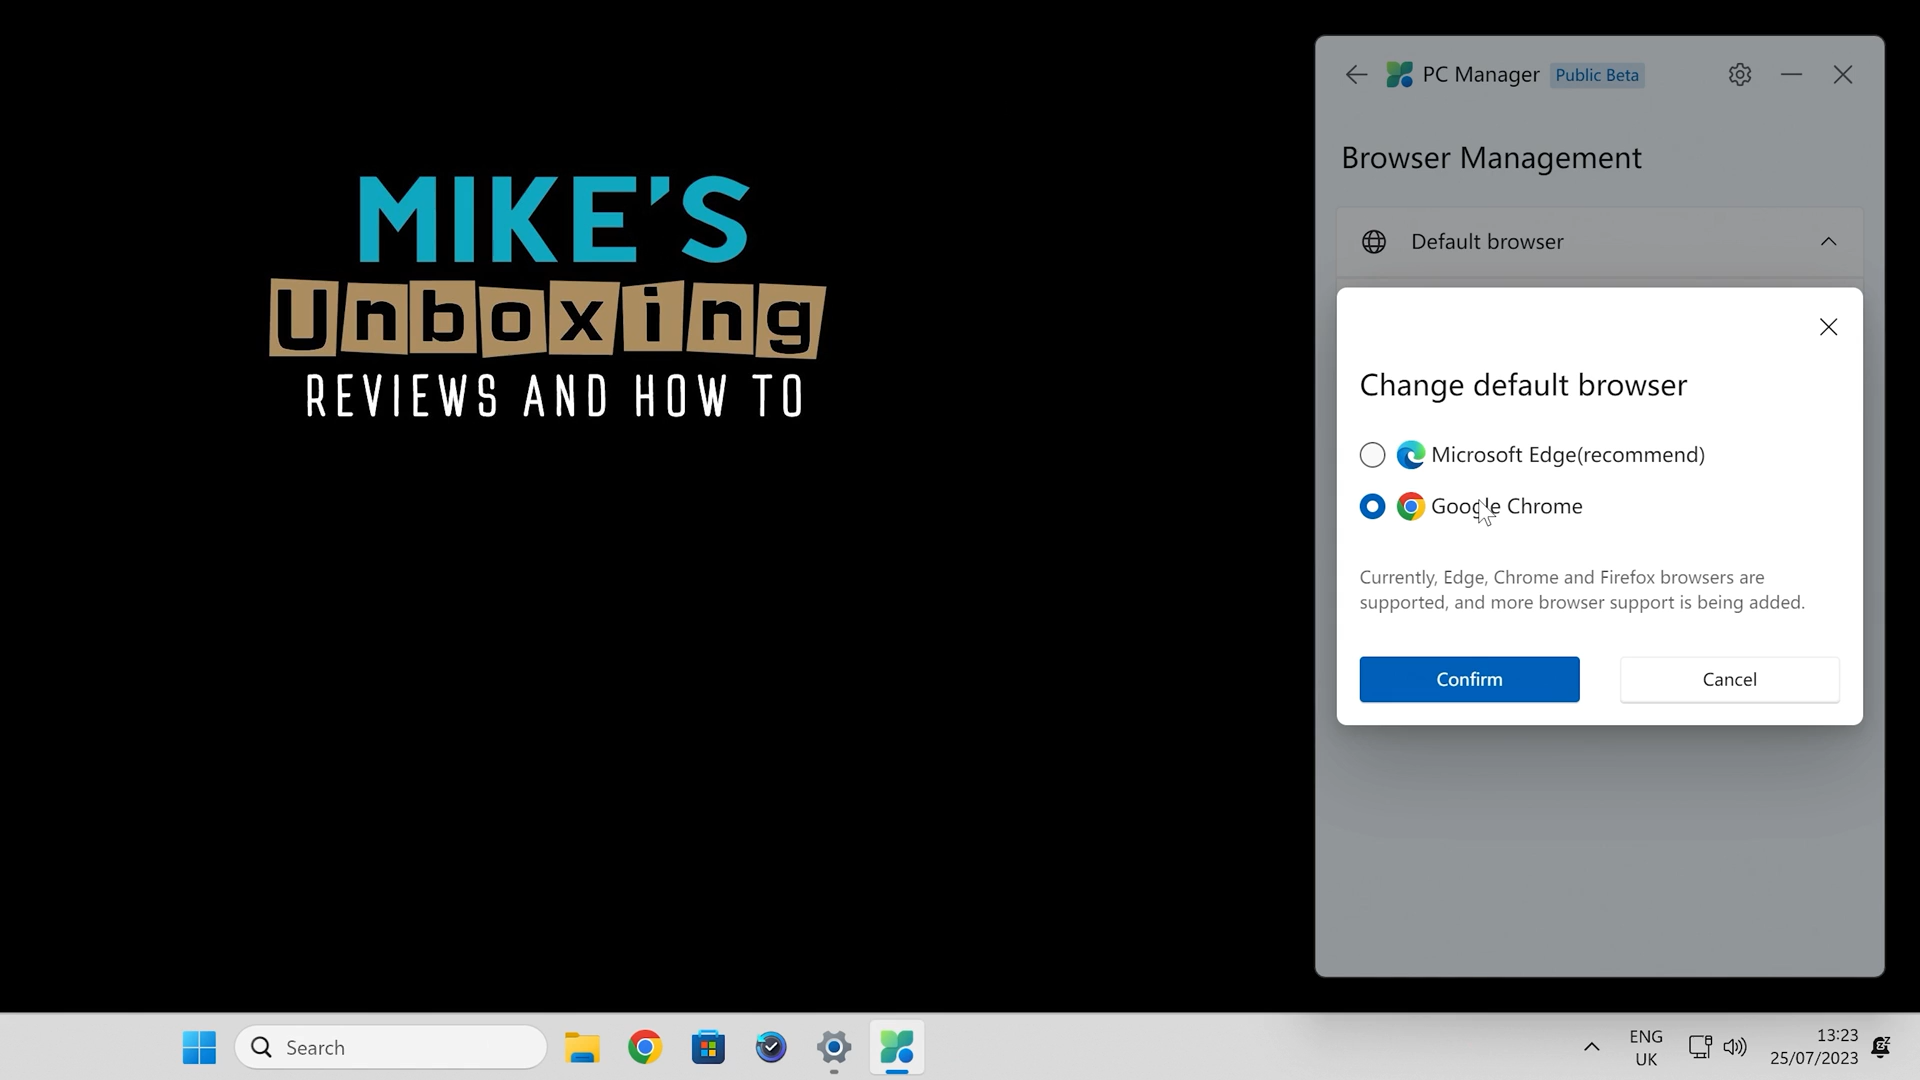 MIKE'S
Unboxing
REVIEWS AND HOW TO
PC Manager Public Beta
Browser Management
Default browser
Change default browser
Microsoft Edge(recommend)
Google Chrome
Currently, Edge, Chrome and Firefox browsers are
supported, and more browser support is being added.
Confirm Cancel
Search
ENG
UK
13:23
25/07/2023